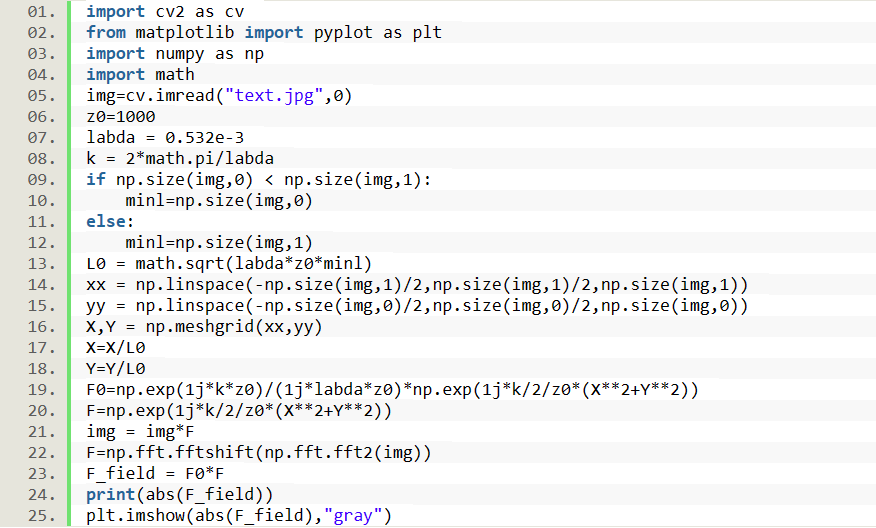 01. import cv2 as cv
02. from matplotlib import pyplot as plt
03. import numpy as np
04. import math
05. img=cv.imread("text.jpg",0)
06. z0=1000
07. labda = 0.532e-3
08. k = 2*math.pi/labda
09. if np.size(img,0) < np.size(img,1):
10.     minl=np.size(img,0)
11. else:
12.     minl=np.size(img,1)
13. L0 = math.sqrt(labda*z0*minl)
14. xx = np.linspace(-np.size(img,1)/2,np.size(img,1)/2,np.size(img,1))
15. yy = np.linspace(-np.size(img,0)/2,np.size(img,0)/2,np.size(img,0))
16. X,Y = np.meshgrid(xx,yy)
17. X=X/L0
18. Y=Y/L0
19. F0=np.exp(1j*k*z0)/(1j*labda*z0)*np.exp(1j*k/2/z0*(X**2+Y**2))
20. F=np.exp(1j*k/2/z0*(X**2+Y**2))
21. img = img*F
22. F=np.fft.fftshift(np.fft.fft2(img))
23. F_field = F0*F
24. print(abs(F_field))
25. plt.imshow(abs(F_field),"gray")